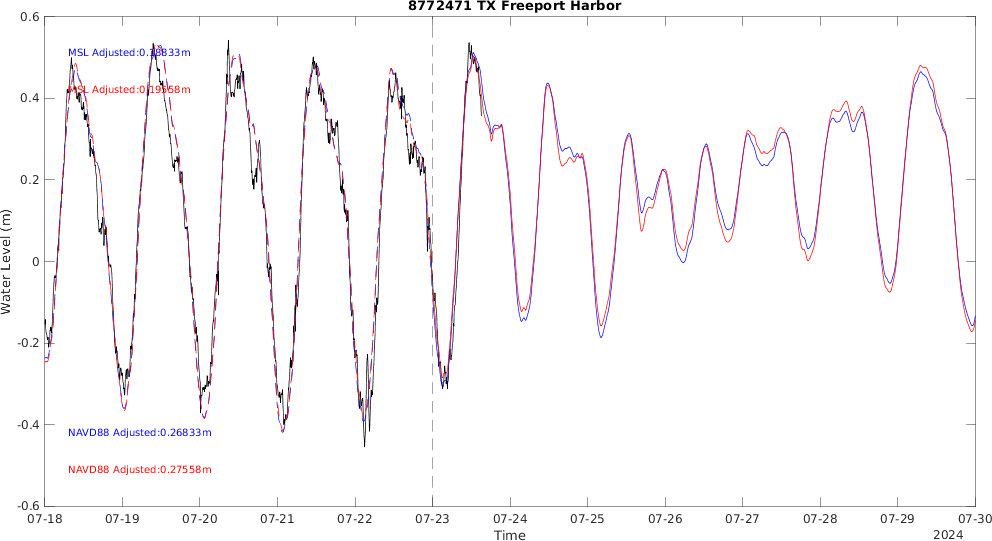 8772471 TX Freeport Harbor
0.6
MSL Adjusted:0.18833m
MSL Adjusted:0.19558m
0.4
0.2
Water Level (m)
0
-0.2
-0.4
NAVD88 Adjusted:0.26833m
NAVD88 Adjusted:0.27558m
-0.6
07-18 07-19 07-20 07-21 07-22 07-23 07-24 07-25 07-26 07-27 07-28 07-29 07-30
Time
2024